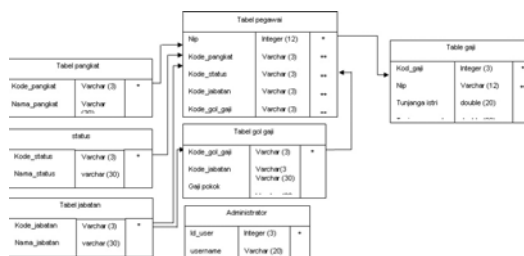 Tabel pegawai
Nip Integer (12) *
Kode_pangkat Varchar (3) **
Kode_status Varchar (3) **
Kode_jabatan Varchar (3) **
Kode_gol_gaji Varchar (3) **
Table gaji
Kod_gaji Integer (3) *
Nip Varchar (12) **
Tunjanga istri double (20)
Tabel pangkat
Kode_pangkat Varchar (3) *
Nama_pangkat Varchar
status
Kode_status Varchar (3) *
Nama_status varchar (30)
Tabel gol gaji
Kode_gol_gaji Varchar (3) *
Kode_jabatan Varchar(3
Varchar (30)
Gaji pokok
Tabel jabatan
Kode_jabatan Varchar (3) *
Nama_jabatan varchar (30)
Administrator
Id_user Integer (3) *
username Varchar (20)